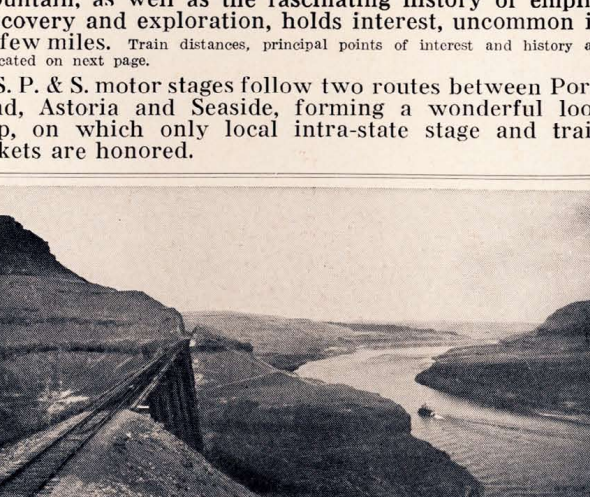 untain, as well as the fascinating history of empi
covery and exploration, holds interest, uncommon i
few miles. Train distances, principal points of interest and history a
cated on next page.
S. P. & S. motor stages follow two routes between Por
nd, Astoria and Seaside, forming a wonderful loo
p, on which only local intra-state stage and trai
kets are honored.